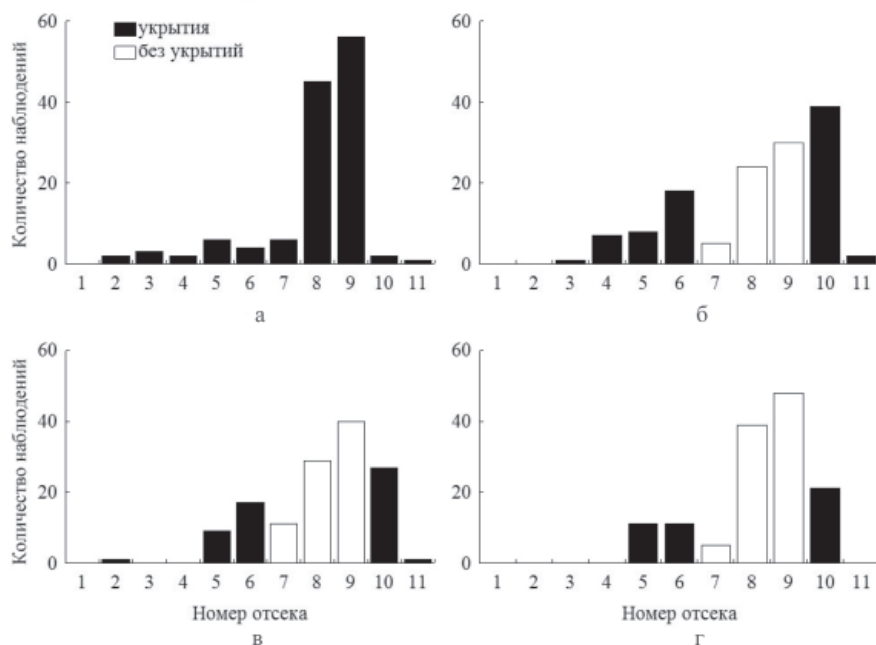 60
40
20
0
Количество наблюдений
укрытия
без укрытий
1 2 3 4 5 6 7 8 9 10 11
а
60
40
20
0
1 2 3 4 5 6 7 8 9 10 11
б
60
40
20
0
Количество наблюдений
1 2 3 4 5 6 7 8 9 10 11
Номер отсека
в
60
40
20
0
1 2 3 4 5 6 7 8 9 10 11
Номер отсека
г